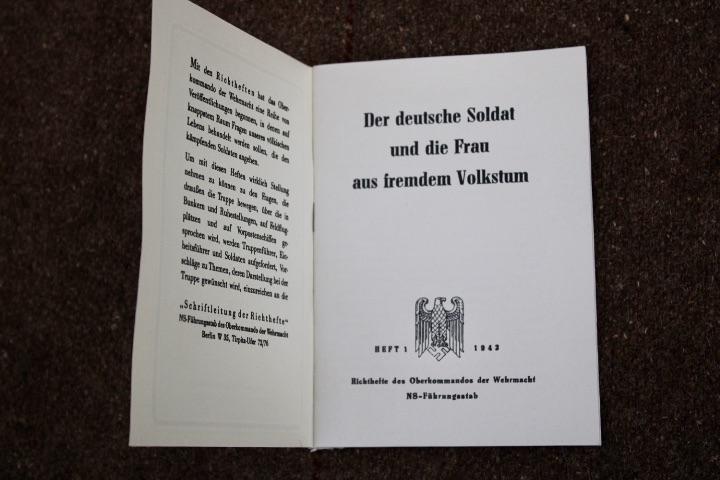 Mit den Richtheften hat das Ober-
kommando der Wehrmacht eine Reihe von
Veröffentlichungen begonnen, in denen auf
knappstem Raum Fragen unseres völkischen
Lebens behandelt werden sollen, die den
kämpfenden Soldaten angehen.
Um mit diesen Heften wirklich Stellung
nehmen zu können zu den Fragen, die
draußen die Truppe bewegen, über die in
Bunkern und Ruhestellungen, auf Feldflug-
plätzen und auf Vorpostenschiffen ge-
sprochen wird, werden Truppenführer, Ein-
heitsführer und Soldaten aufgefordert, Vor-
schläge zu Themen, deren Darstellung bei der
Truppe gewünscht wird, einzureichen an die
„Schriftleitung der Richthefte"
NS-Führungsstab des Oberkommando der Wehrmacht
Berlin W 35, Tirpitz-Ufer 72/76
Der deutsche Soldat
und die Frau
aus fremdem Volkstum
HEFT 1 1943
Richthefte des Oberkommandos der Wehrmacht
NS-Führungsstab